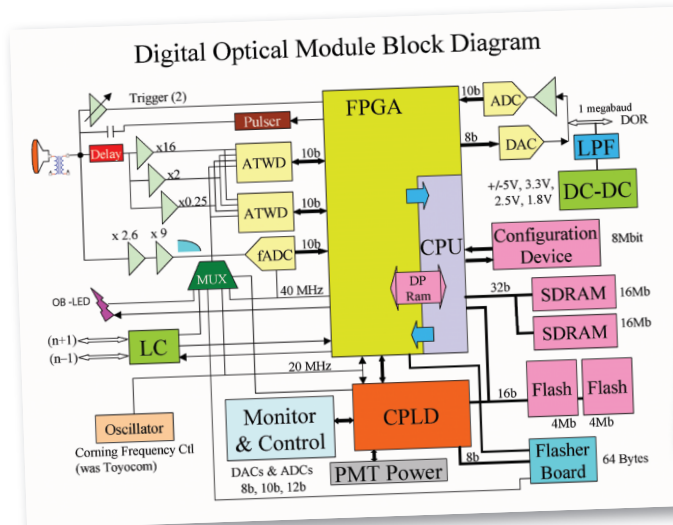 Digital Optical Module Block Diagram
Trigger (2)
Pulser
FPGA
10b
ADC
1 megabaud
DOR
8b
DAC
LPF
+/-5V, 3.3V,
2.5V, 1.8V
DC-DC
Delay
x16
x2
x0.25
ATWD
10b
ATWD
10b
x 2.6
x 9
fADC
10b
MUX
40 MHz
OB -LED
(n+1)
(n–1)
LC
20 MHz
CPU
DP
Ram
Configuration
Device
8Mbit
32b
SDRAM
16Mb
SDRAM
16Mb
16b
Flash
Flash
4Mb
4Mb
Oscillator
Corning Frequency Ctl
(was Toyocom)
Monitor
& Control
DACs & ADCs
8b, 10b, 12b
CPLD
PMT Power
8b
Flasher
Board
64 Bytes